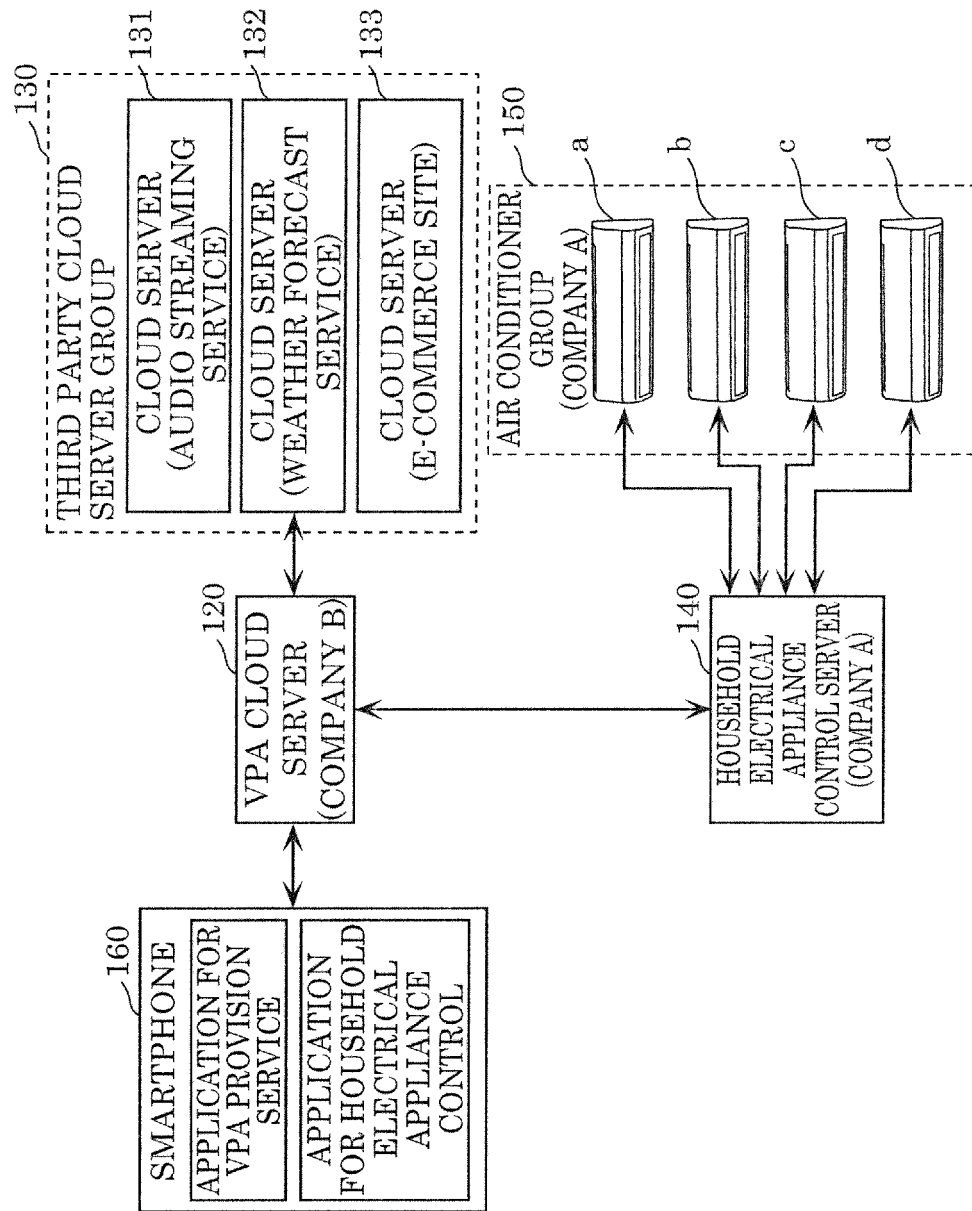 160
SMARTPHONE
APPLICATION FOR
VPA PROVISION
SERVICE
APPLICATION
FOR HOUSEHOLD
ELECTRICAL
APPLIANCE
CONTROL
120
VPA CLOUD
SERVER
(COMPANY B)
130
THIRD PARTY CLOUD
SERVER GROUP
CLOUD SERVER
(AUDIO STREAMING
SERVICE)
131
CLOUD SERVER
(WEATHER FORECAST
SERVICE)
132
CLOUD SERVER
(E-COMMERCE SITE)
133
140
HOUSEHOLD
ELECTRICAL
APPLIANCE
CONTROL SERVER
(COMPANY A)
150
AIR CONDITIONER
GROUP
(COMPANY A)
a
b
c
d